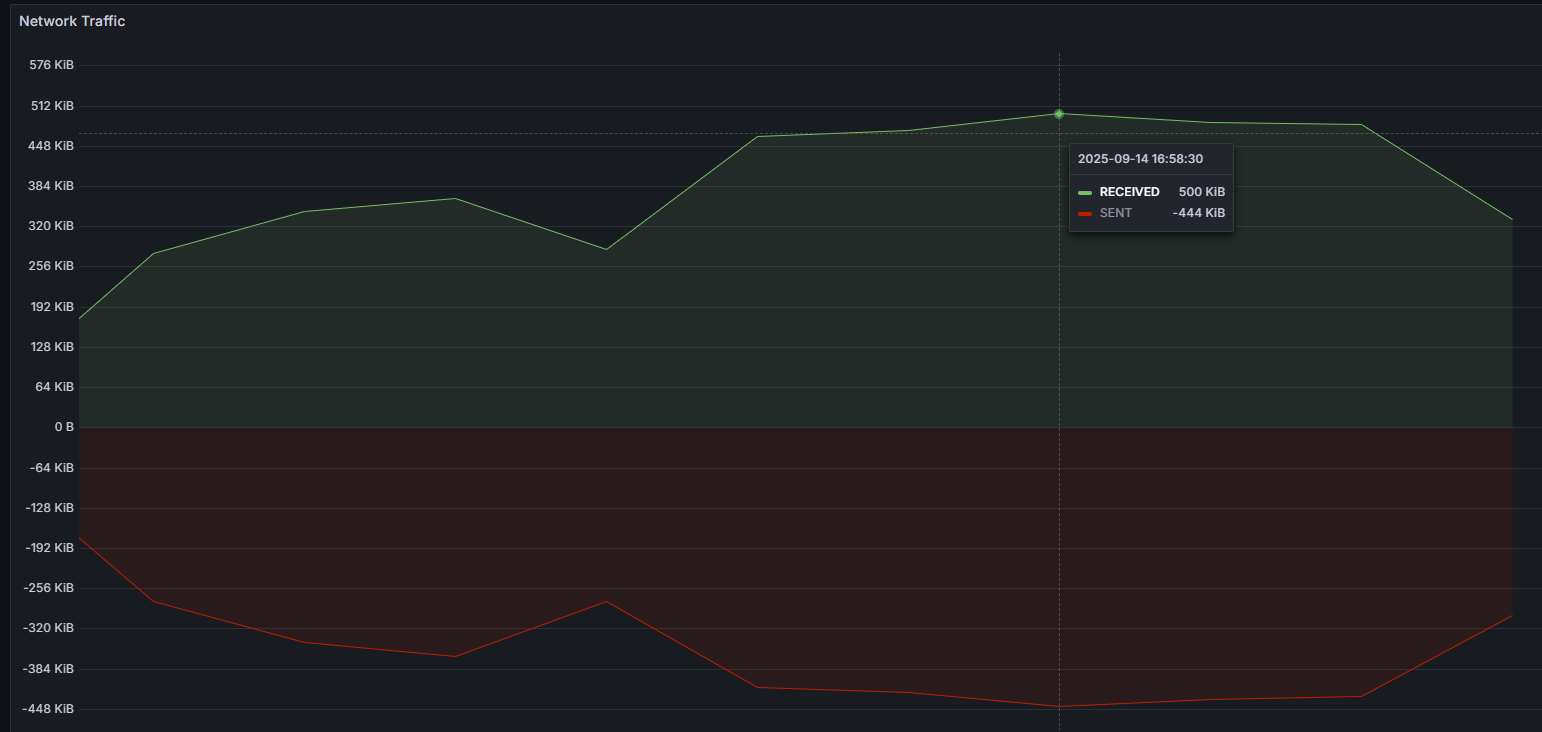 Network Traffic
576 KiB
512 KiB
448 KiB
384 KiB
320 KiB
256 KiB
192 KiB
128 KiB
64 KiB
0 B
-64 KiB
-128 KiB
-192 KiB
-256 KiB
-320 KiB
-384 KiB
-448 KiB
2025-09-14 16:58:30
RECEIVED 500 KiB
SENT -444 KiB